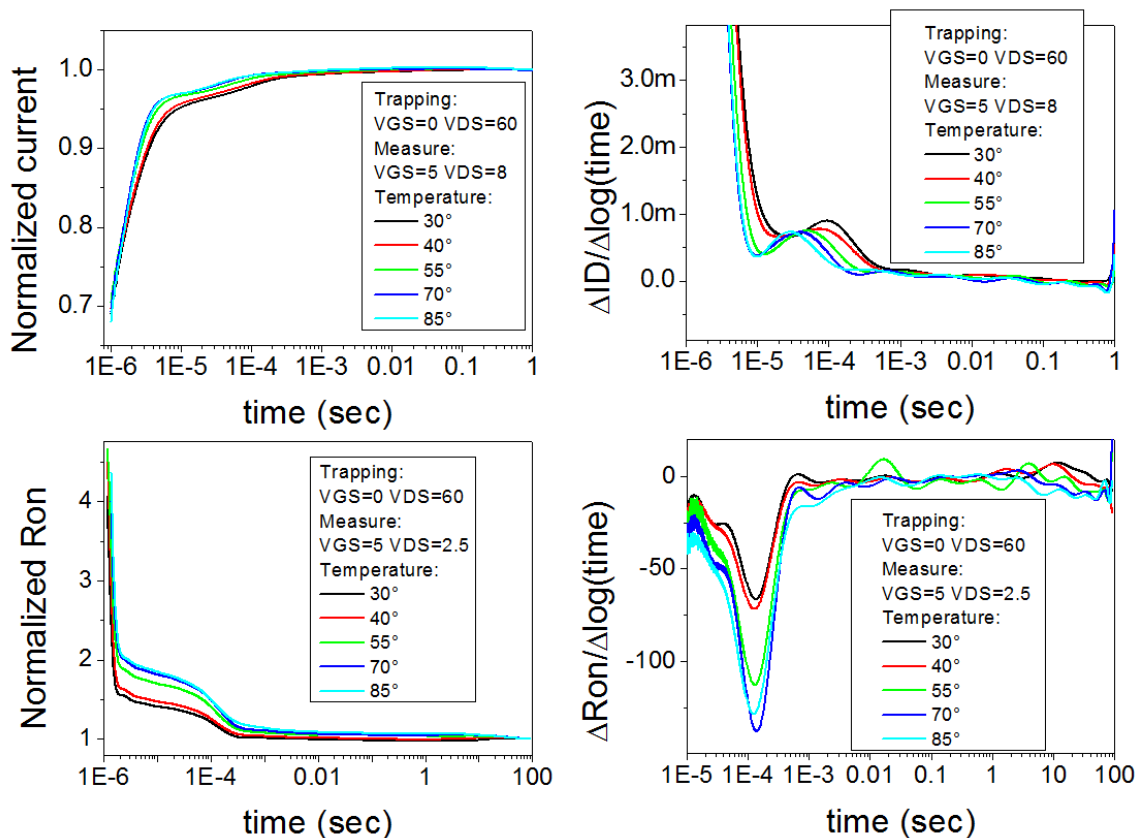 Normalized current
1.0
0.9
0.8
0.7
1E-6
1E-5
1E-4
1E-3
0.01
0.1
1
time (sec)
Trapping:
VGS=0 VDS=60
Measure:
VGS=5 VDS=8
Temperature:
30°
40°
55°
70°
85°
ΔID/Δlog(time)
3.0m
2.0m
1.0m
0.0
1E-6
1E-5
1E-4
1E-3
0.01
0.1
1
time (sec)
Trapping:
VGS=0 VDS=60
Measure:
VGS=5 VDS=8
Temperature:
30°
40°
55°
70°
85°
Normalized Ron
4
3
2
1
1E-6
1E-4
0.01
1
100
time (sec)
Trapping:
VGS=0 VDS=60
Measure:
VGS=5 VDS=2.5
Temperature:
30°
40°
55°
70°
85°
ΔRon/Δlog(time)
0
-50
-100
1E-5
1E-4
1E-3
0.01
0.1
1
10
100
time (sec)
Trapping:
VGS=0 VDS=60
Measure:
VGS=5 VDS=2.5
Temperature:
30°
40°
55°
70°
85°